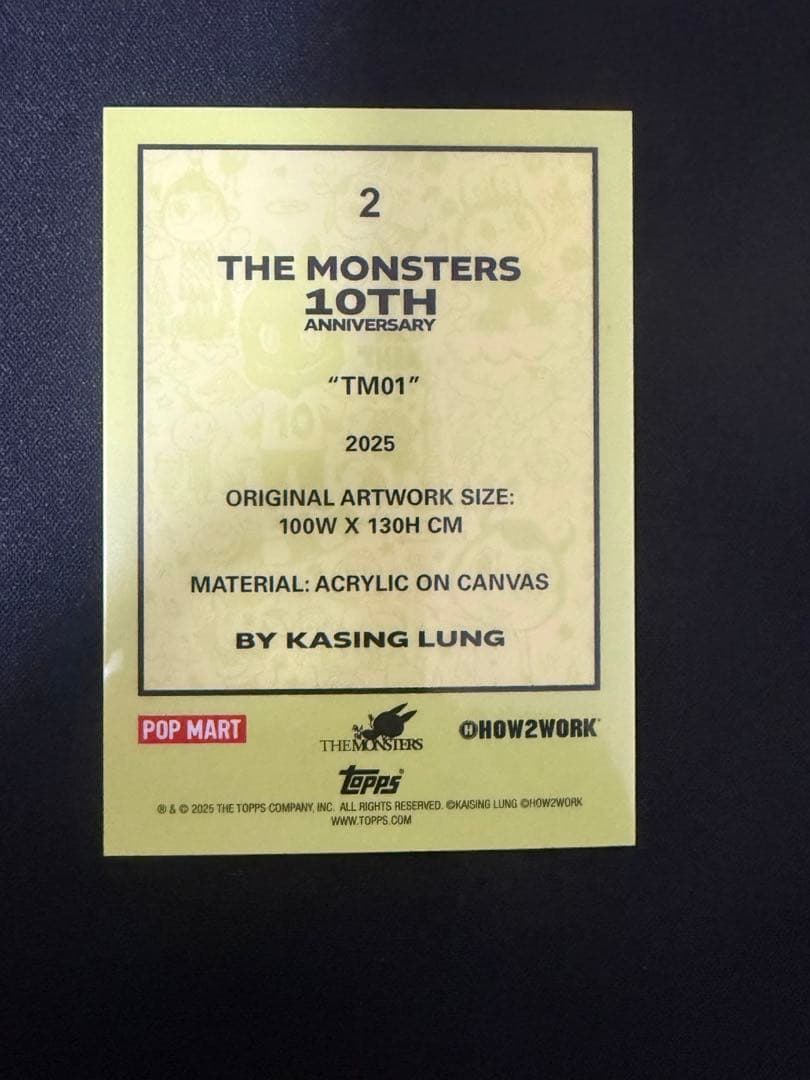 2
THE MONSTERS
10TH
ANNIVERSARY
“TM01”
2025
ORIGINAL ARTWORK SIZE:
100W X 130H CM
MATERIAL: ACRYLIC ON CANVAS
BY KASING LUNG
POP MART
THE MONSTERS
HOW2WORK
Topps®
® & © 2025 THE TOPPS COMPANY, INC. ALL RIGHTS RESERVED. ©KAISING LUNG ©HOW2WORK
WWW.TOPPS.COM